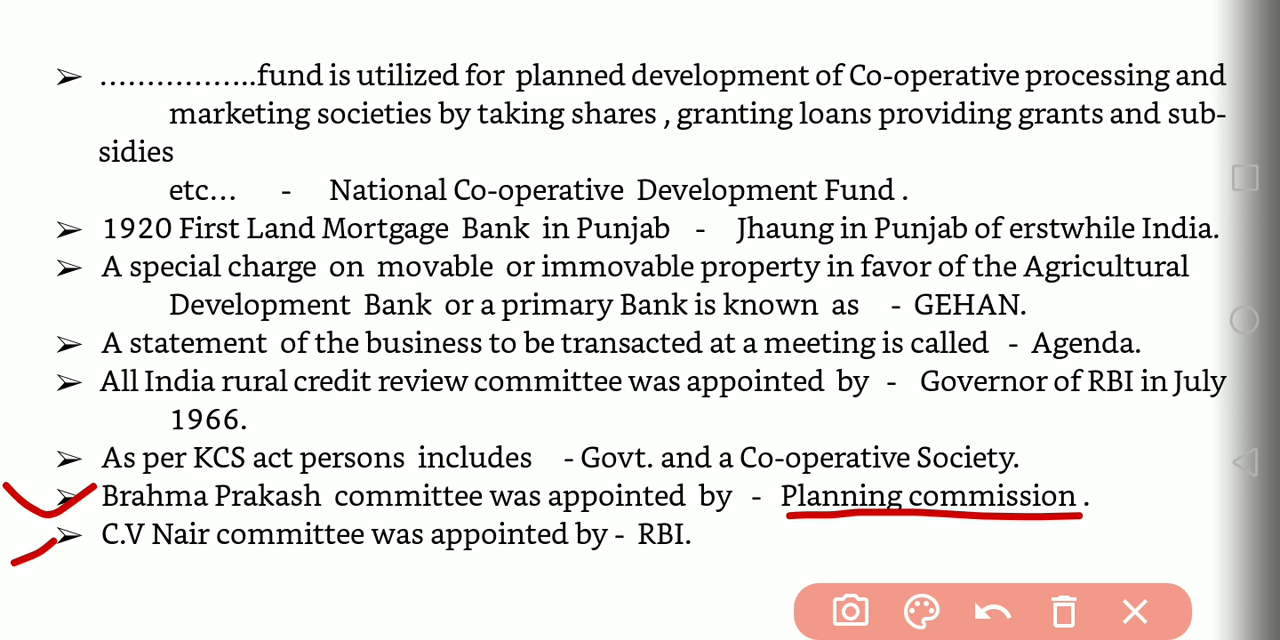 ➢ .................fund is utilized for planned development of Co-operative processing and
marketing societies by taking shares , granting loans providing grants and sub-
sidies
etc... - National Co-operative Development Fund .
➢ 1920 First Land Mortgage Bank in Punjab - Jhaung in Punjab of erstwhile India.
➢ A special charge on movable or immovable property in favor of the Agricultural
Development Bank or a primary Bank is known as - GEHAN.
➢ A statement of the business to be transacted at a meeting is called - Agenda.
➢ All India rural credit review committee was appointed by - Governor of RBI in July
1966.
➢ As per KCS act persons includes - Govt. and a Co-operative Society.
➢ Brahma Prakash committee was appointed by - Planning commission .
➢ C.V Nair committee was appointed by - RBI.